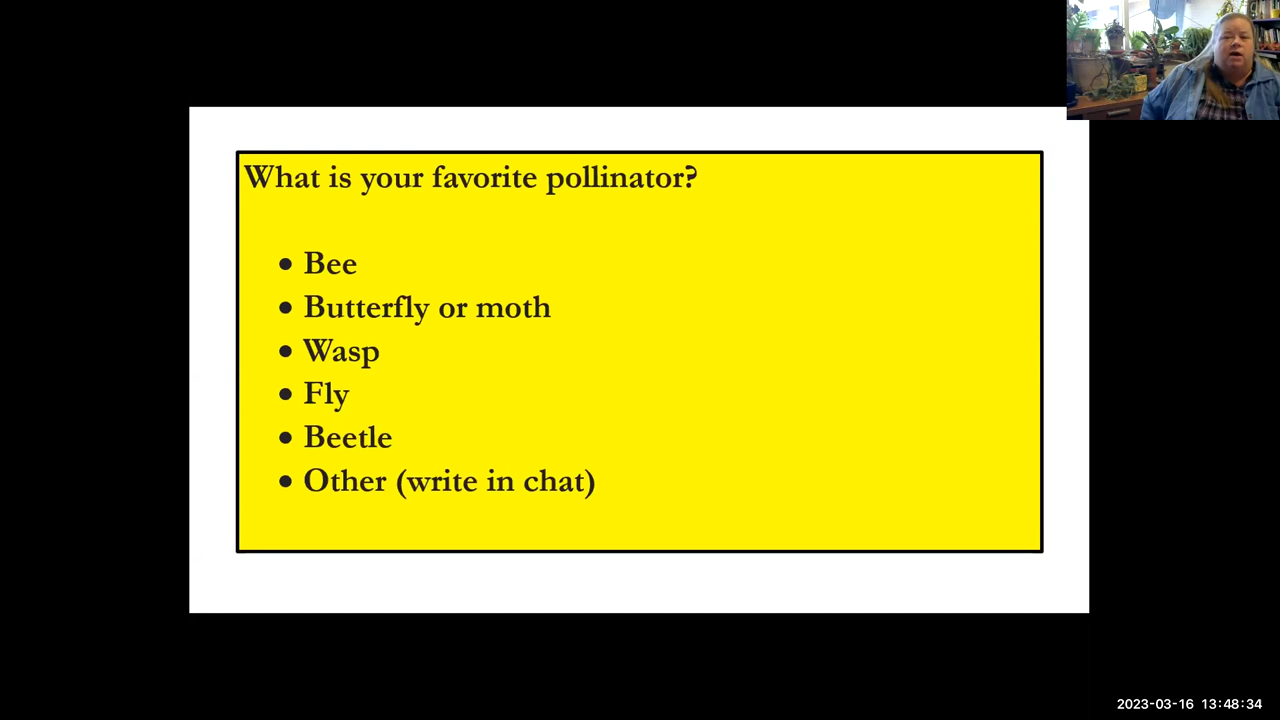 What is your favorite pollinator?
• Bee
• Butterfly or moth
• Wasp
• Fly
• Beetle
• Other (write in chat)
2023-03-16 13:48:34